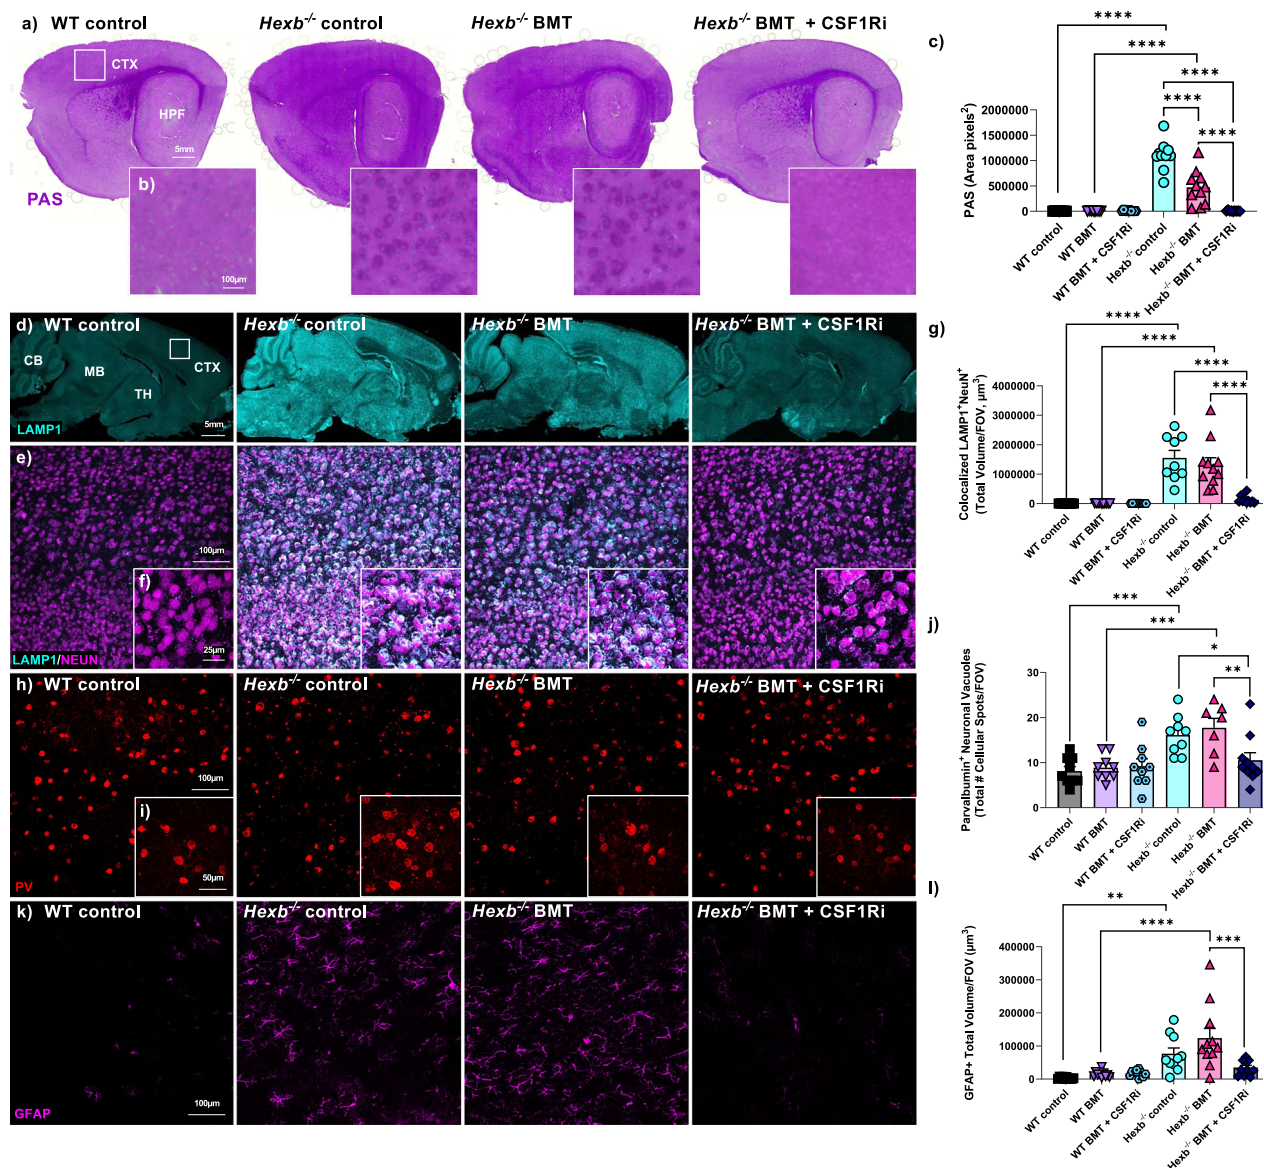 a) WT control
Hexb-/- control
Hexb-/- BMT
Hexb-/- BMT + CSF1Ri
CTX
HPF
5mm
PAS
b)
100µm
c)
****
****
****
****
****
PAS (Area pixels²)
2000000
1500000
1000000
500000
0
WT control
WT BMT
WT BMT + CSF1Ri
Hexb-/- control
Hexb-/- BMT
Hexb-/- BMT + CSF1Ri
d) WT control
Hexb-/- control
Hexb-/- BMT
Hexb-/- BMT + CSF1Ri
CB
MB
TH
CTX
LAMP1
5mm
e)
100µm
f)
25µm
LAMP1/NEUN
g)
****
****
****
****
Colocalized LAMP1+NeuN+
(Total Volume/FOV, µm³)
4000000
3000000
2000000
1000000
0
WT control
WT BMT
WT BMT + CSF1Ri
Hexb-/- control
Hexb-/- BMT
Hexb-/- BMT + CSF1Ri
h) WT control
Hexb-/- control
Hexb-/- BMT
Hexb-/- BMT + CSF1Ri
100µm
i)
50µm
PV
j)
***
***
*
**
Parvalbumin+ Neuronal Vacuoles
(Total # Cellular Spots/FOV)
30
20
10
0
WT control
WT BMT
WT BMT + CSF1Ri
Hexb-/- control
Hexb-/- BMT
Hexb-/- BMT + CSF1Ri
k) WT control
Hexb-/- control
Hexb-/- BMT
Hexb-/- BMT + CSF1Ri
GFAP
100µm
l)
**
****
***
GFAP+ Total Volume/FOV (µm³)
400000
300000
200000
100000
0
WT control
WT BMT
WT BMT + CSF1Ri
Hexb-/- control
Hexb-/- BMT
Hexb-/- BMT + CSF1Ri